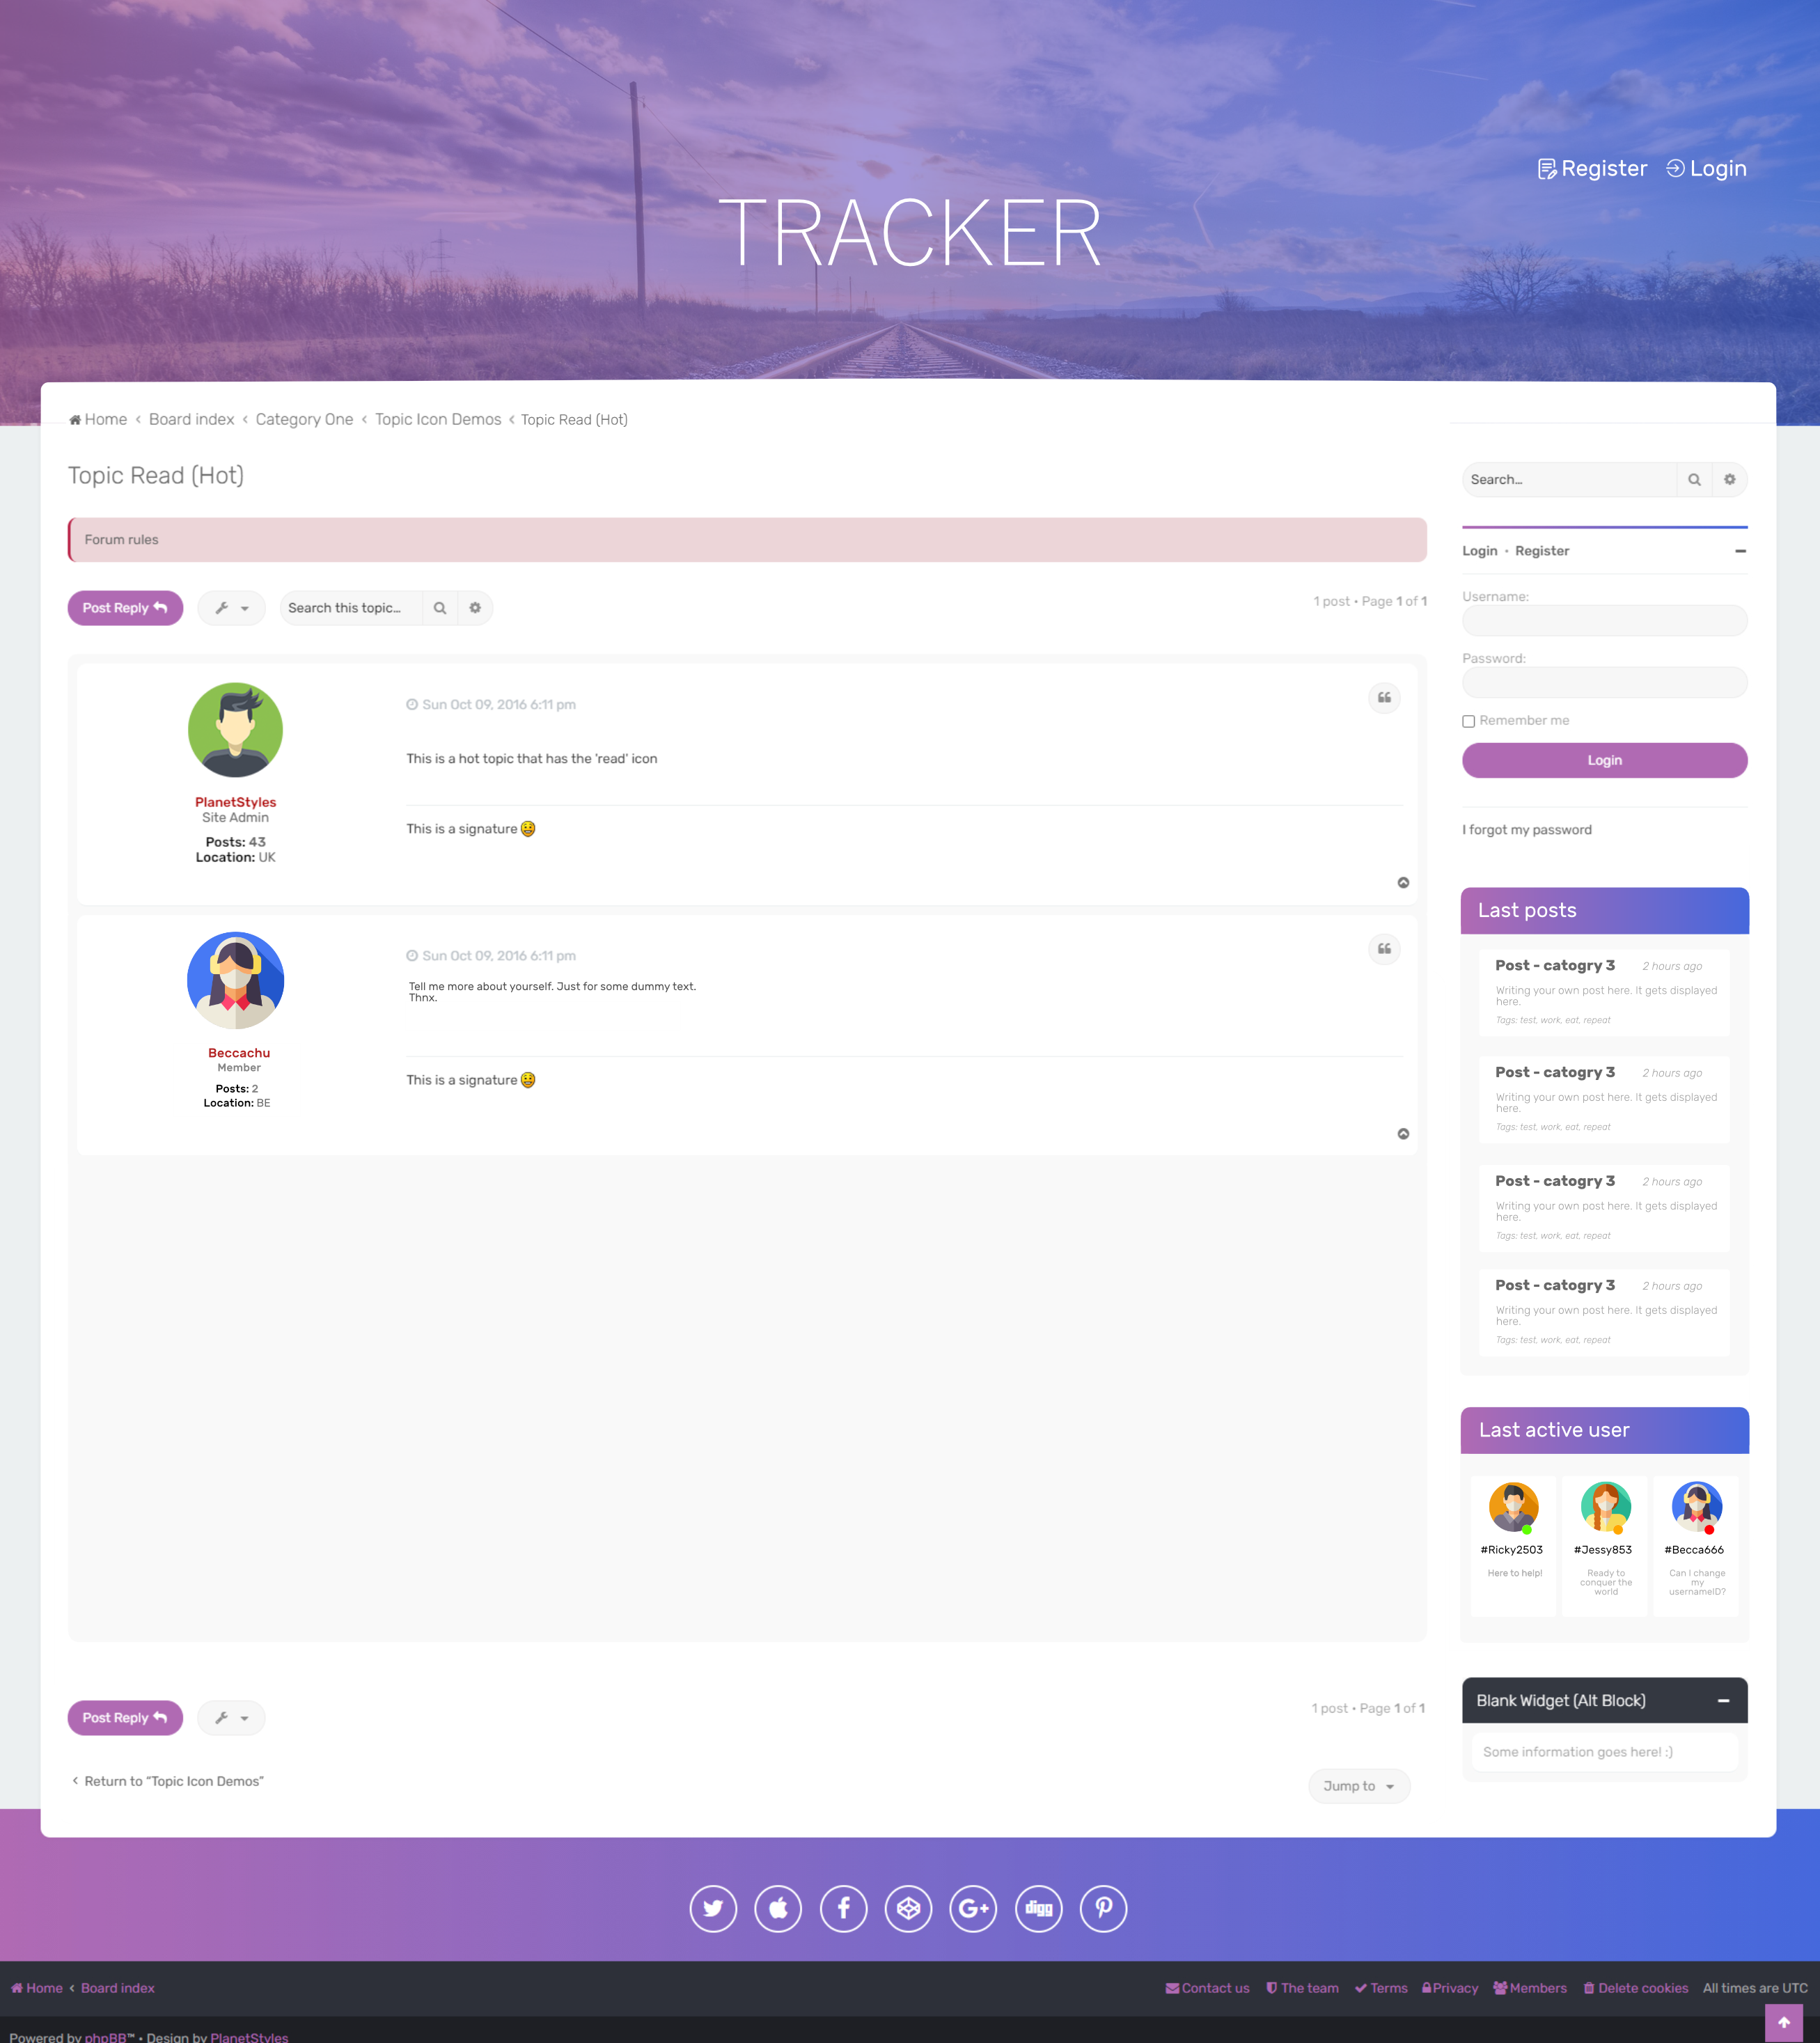 Register Login
TRACKER
Home ‹ Board index ‹ Category One ‹ Topic Icon Demos ‹ Topic Read (Hot)
Topic Read (Hot)
Forum rules
Post Reply
Search this topic…
1 post • Page 1 of 1
Sun Oct 09, 2016 6:11 pm
This is a hot topic that has the 'read' icon
PlanetStyles
Site Admin
Posts: 43
Location: UK
This is a signature
Sun Oct 09, 2016 6:11 pm
Tell me more about yourself. Just for some dummy text.
Thnx.
Beccachu
Member
Posts: 2
Location: BE
This is a signature
Post Reply
1 post • Page 1 of 1
‹ Return to "Topic Icon Demos"
Jump to
Search…
Login • Register
Username:
Password:
Remember me
Login
I forgot my password
Last posts
Post - catogry 3 2 hours ago
Writing your own post here. It gets displayed
here.
Tags: test, work, eat, repeat
Post - catogry 3 2 hours ago
Writing your own post here. It gets displayed
here.
Tags: test, work, eat, repeat
Post - catogry 3 2 hours ago
Writing your own post here. It gets displayed
here.
Tags: test, work, eat, repeat
Post - catogry 3 2 hours ago
Writing your own post here. It gets displayed
here.
Tags: test, work, eat, repeat
Last active user
#Ricky2503
Here to help!
#Jessy853
Ready to
conquer the
world
#Becca666
Can I change
my
usernameID?
Blank Widget (Alt Block)
Some information goes here! :)
G+
digg
Home ‹ Board index
Contact us The team Terms Privacy Members Delete cookies All times are UTC
Powered by phpBB™ • Design by PlanetStyles